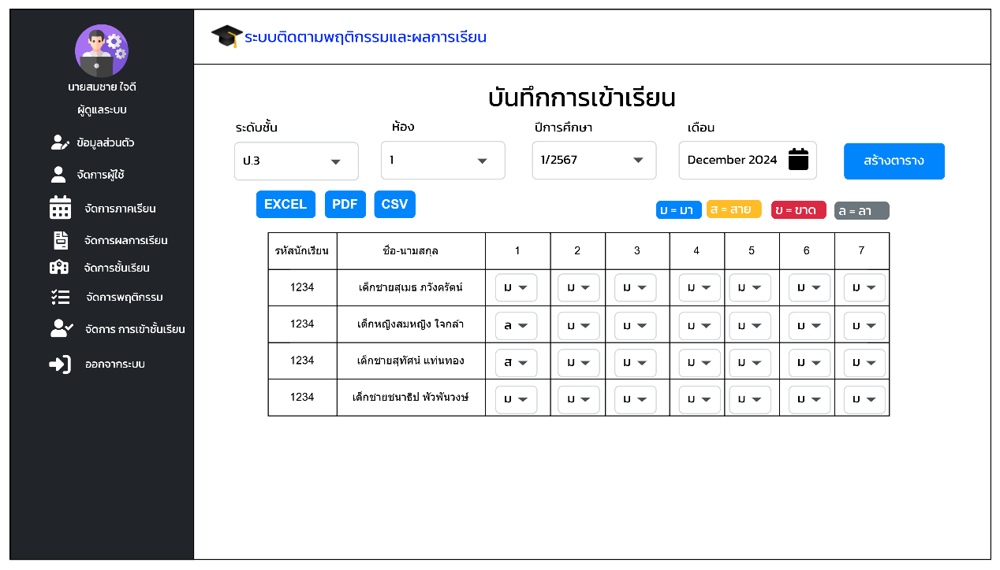 นายสมชาย ใจดี
ผู้ดูแลระบบ
ข้อมูลส่วนตัว
จัดการผู้ใช้
จัดการภาคเรียน
จัดการผลการเรียน
จัดการชั้นเรียน
จัดการพฤติกรรม
จัดการ การเข้าชั้นเรียน
ออกจากระบบ
ระบบติดตามพฤติกรรมและผลการเรียน
บันทึกการเข้าเรียน
ระดับชั้น ห้อง ปีการศึกษา เดือน
ป.3 1 1/2567 December 2024 สร้างตาราง
EXCEL PDF CSV ม = มา ส = สาย ข = ขาด ล = ลา
รหัสนักเรียน ชื่อ-นามสกุล 1 2 3 4 5 6 7
1234 เด็กชายสุเมธ ภวังครัตน์ ม ม ม ม ม ม ม
1234 เด็กหญิงสมหญิง ใจกล้า ล ม ม ม ม ม ม
1234 เด็กชายสุทัศน์ แท่นทอง ส ม ม ม ม ม ม
1234 เด็กชายชนาธิป พัวพันวงษ์ ม ม ม ม ม ม ม